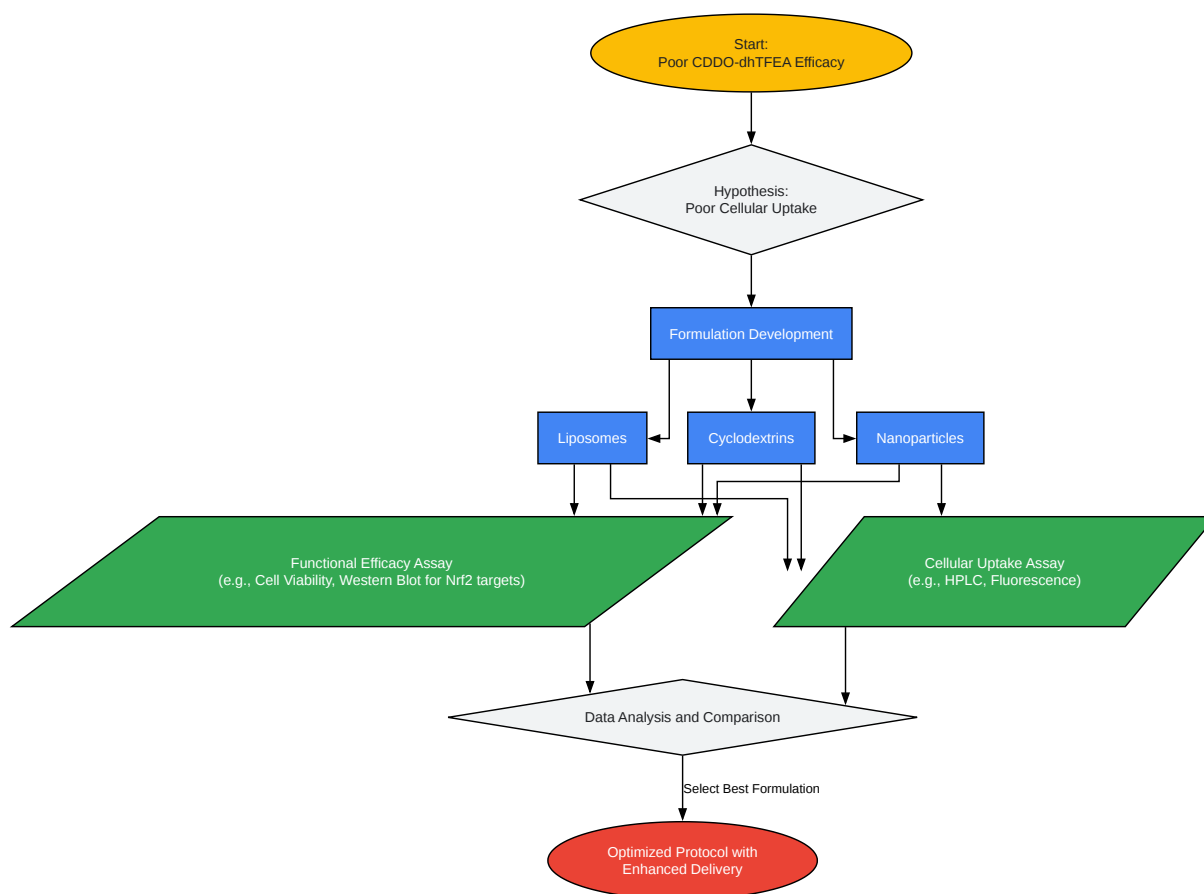 Start:
Poor CDDO-dhTFEA Efficacy
Hypothesis:
Poor Cellular Uptake
Formulation Development
Liposomes
Cyclodextrins
Nanoparticles
Functional Efficacy Assay
(e.g., Cell Viability, Western Blot for Nrf2 targets)
Cellular Uptake Assay
(e.g., HPLC, Fluorescence)
Data Analysis and Comparison
Select Best Formulation
Optimized Protocol with
Enhanced Delivery